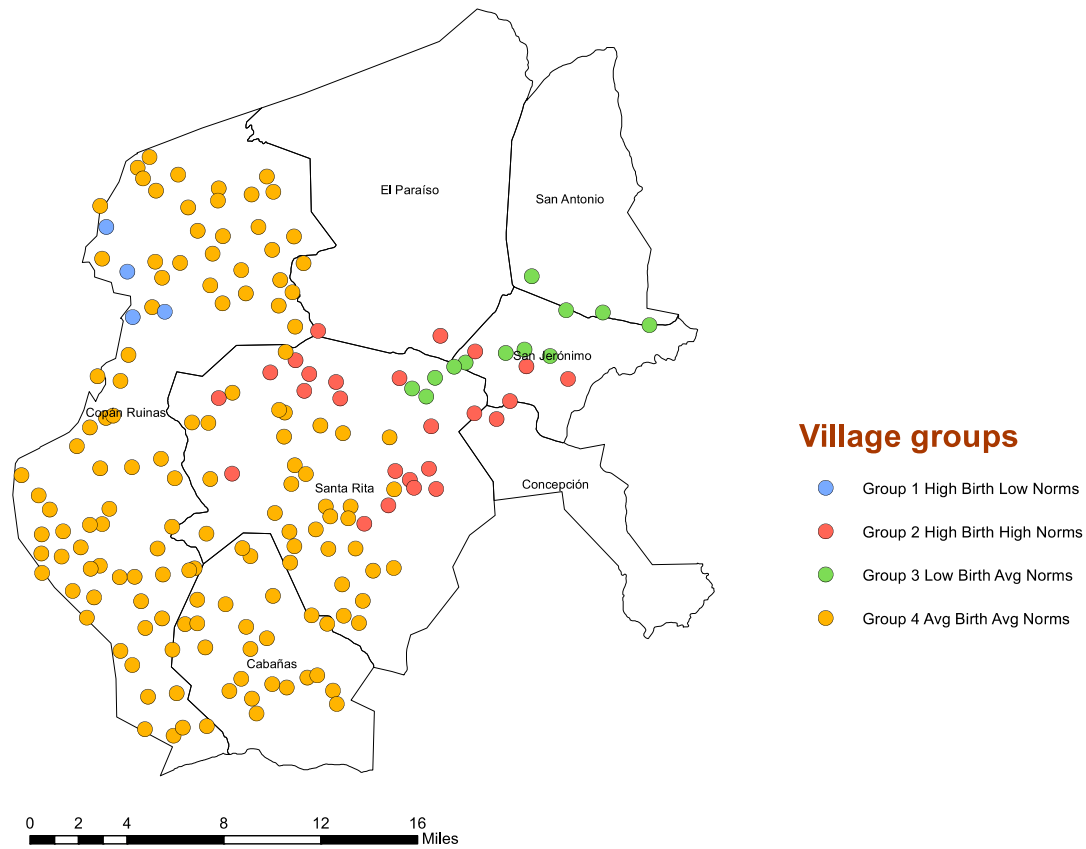 El Paraíso
San Antonio
San Jerónimo
Copán Ruinas
Santa Rita
Concepción
Cabañas
Village groups
Group 1 High Birth Low Norms
Group 2 High Birth High Norms
Group 3 Low Birth Avg Norms
Group 4 Avg Birth Avg Norms
0 2 4 8 12 16
Miles